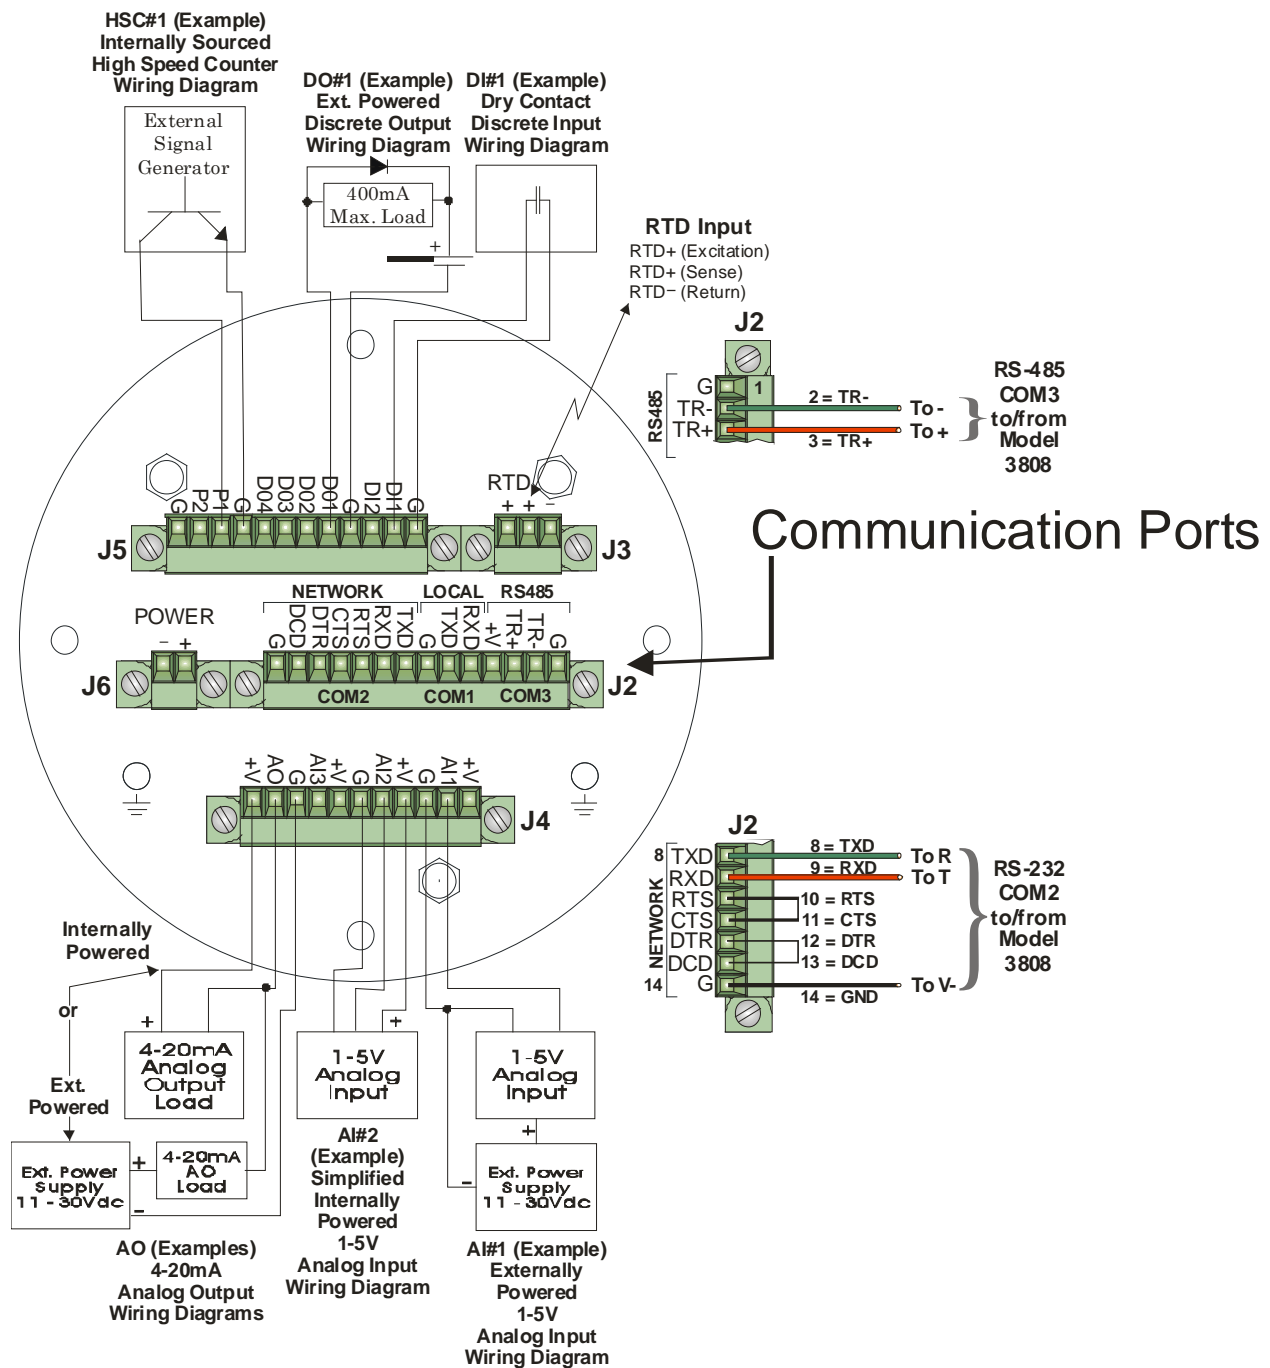 HSC#1 (Example)
Internally Sourced
High Speed Counter
Wiring Diagram
External
Signal
Generator
DO#1 (Example)
Ext. Powered
Discrete Output
Wiring Diagram
400mA
Max. Load
+
DI#1 (Example)
Dry Contact
Discrete Input
Wiring Diagram
RTD Input
RTD+ (Excitation)
RTD+ (Sense)
RTD− (Return)
J2
RS485
G
TR-
TR+
1
2 = TR-
3 = TR+
To -
To +
RS-485
COM3
to/from
Model
3808
G
P2
P1
G
D04
D03
D02
D01
G
DI2
DI1
G
J5
RTD
+ + −
J3
Communication Ports
POWER
− +
J6
NETWORK
LOCAL
RS485
G
DCD
DTR
CTS
RTS
RXD
TXD
G
TXD
RXD
+V
TR+
TR-
G
COM2
COM1
COM3
J2
+V
AO
G
AI3
+V
G
AI2
+V
G
AI1
+V
J4
J2
NETWORK
8
14
TXD
RXD
RTS
CTS
DTR
DCD
G
8 = TXD
9 = RXD
10 = RTS
11 = CTS
12 = DTR
13 = DCD
14 = GND
To R
To T
To V-
RS-232
COM2
to/from
Model
3808
Internally
Powered
or
Ext.
Powered
+
4-20mA
Analog
Output
Load
Ext. Power
Supply
11 - 30Vdc
+
−
4-20mA
AO
Load
AO (Examples)
4-20mA
Analog Output
Wiring Diagrams
+
1-5V
Analog
Input
AI#2
(Example)
Simplified
Internally
Powered
1-5V
Analog Input
Wiring Diagram
1-5V
Analog
Input
+
−
Ext. Power
Supply
11 - 30Vdc
AI#1 (Example)
Externally
Powered
1-5V
Analog Input
Wiring Diagram